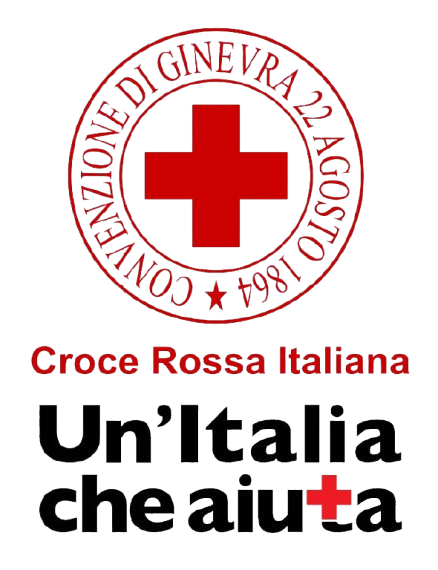 CONVENZIONE DI GINEVRA 22 AGOSTO 1864 ★
Croce Rossa Italiana
Un'Italia
che aiuta